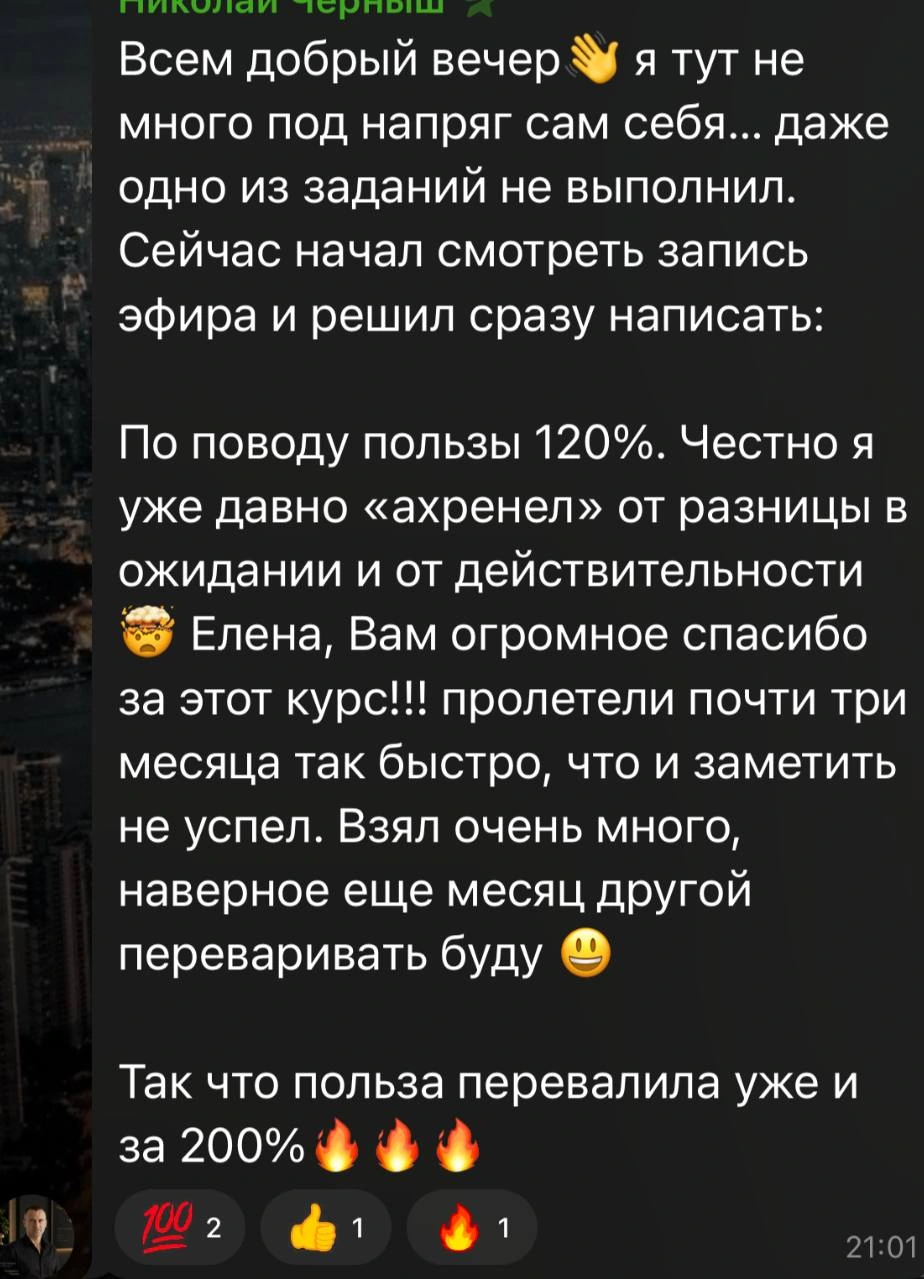 Николай Черныш
Всем добрый вечер👋 я тут не
много под напряг сам себя... даже
одно из заданий не выполнил.
Сейчас начал смотреть запись
эфира и решил сразу написать:
По поводу пользы 120%. Честно я
уже давно «ахренел» от разницы в
ожидании и от действительности
🤯 Елена, Вам огромное спасибо
за этот курс!!! пролетели почти три
месяца так быстро, что и заметить
не успел. Взял очень много,
наверное еще месяц другой
переваривать буду 😃
Так что польза перевалила уже и
за 200%🔥🔥🔥
💯 2 👍 1 🔥 1
21:01